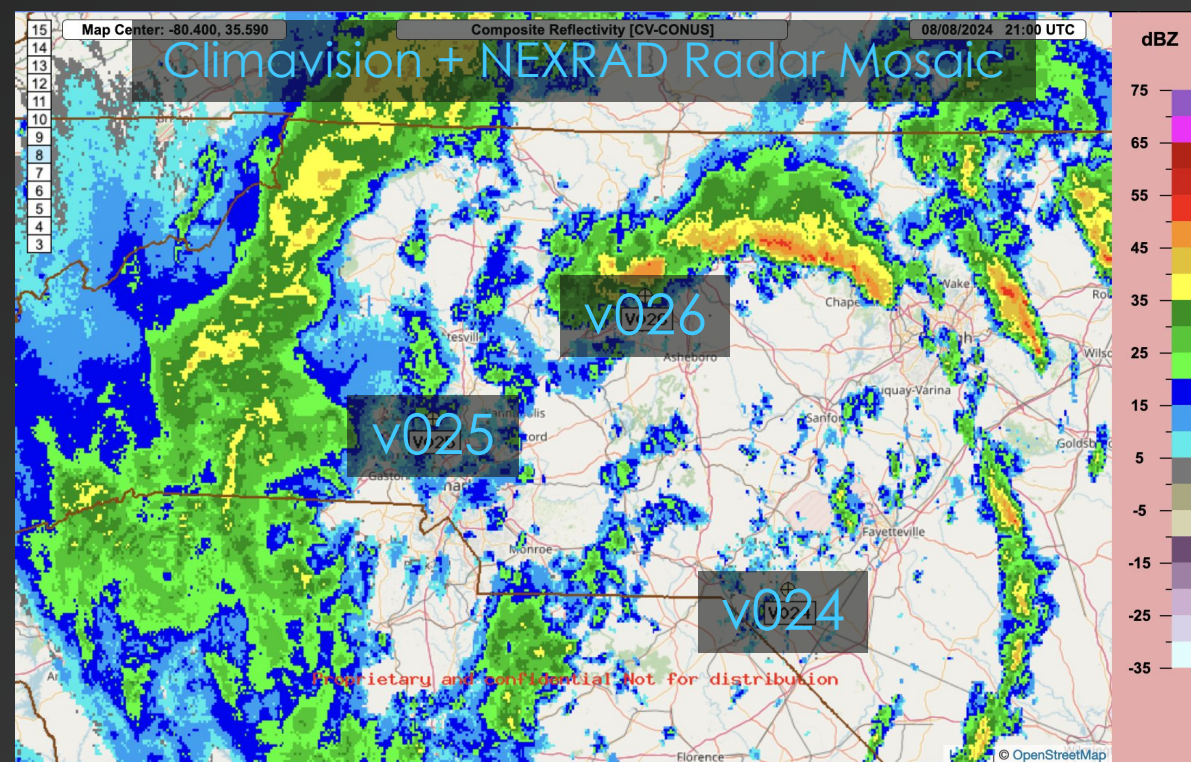 Map Center: -80.400, 35.590
Composite Reflectivity [CV-CONUS]
08/08/2024 21:00 UTC
Climavision + NEXRAD Radar Mosaic
dBZ
15
14
13
12
11
10
9
8
7
6
5
4
3
75
65
55
45
35
25
15
5
-5
-15
-25
-35
Wake
Chape
v026
Asheboro
tesville
Wilso
uquay-Varina
v025
Sanfo
Goldsb
Gaston
Fayetteville
Monroe
v024
Proprietary and confidential Not for distribution
Florence
© OpenStreetMap